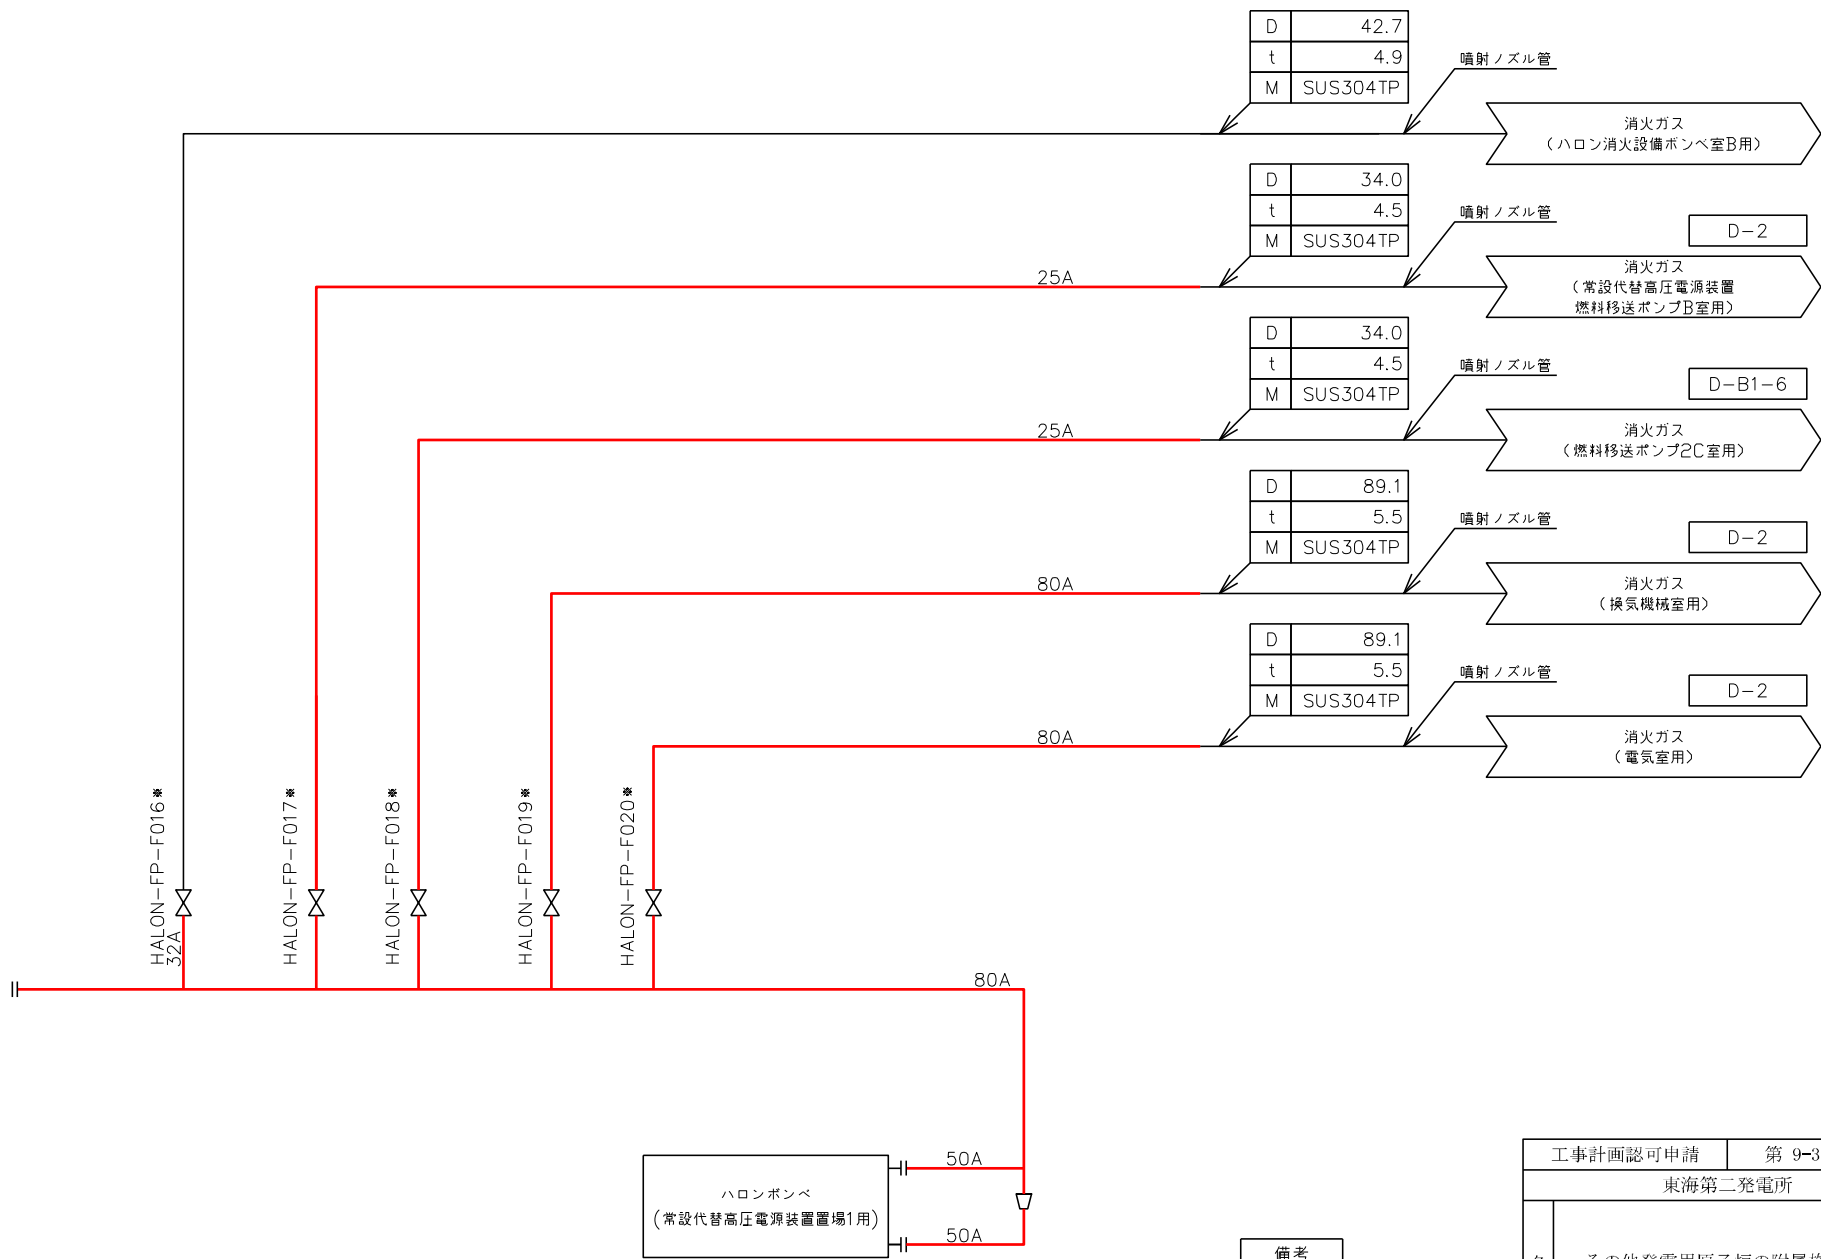 D 42.7
t 4.9
M SUS304TP
噴射ノズル管
消火ガス
(ハロン消火設備ボンベ室B用)
D 34.0
t 4.5
M SUS304TP
噴射ノズル管
D-2
25A
消火ガス
(常設代替高圧電源装置
燃料移送ポンプB室用)
D 34.0
t 4.5
M SUS304TP
噴射ノズル管
D-B1-6
25A
消火ガス
(燃料移送ポンプ2C室用)
D 89.1
t 5.5
M SUS304TP
噴射ノズル管
D-2
80A
消火ガス
(換気機械室用)
D 89.1
t 5.5
M SUS304TP
噴射ノズル管
D-2
80A
消火ガス
(電気室用)
HALON-FP-F016※
32A
HALON-FP-F017※
HALON-FP-F018※
HALON-FP-F019※
HALON-FP-F020※
80A
50A
ハロンボンベ
(常設代替高圧電源装置置場1用)
50A
備考
工事計画認可申請 第 9-3
東海第二発電所